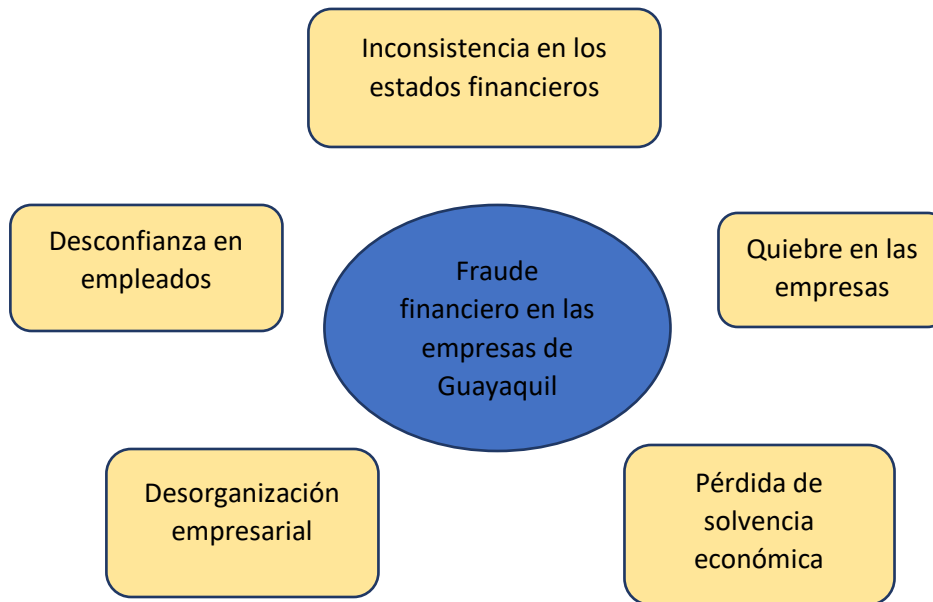 Inconsistencia en los
estados financieros
Desconfianza en
empleados
Fraude
financiero en las
empresas de
Guayaquil
Quiebre en las
empresas
Desorganización
empresarial
Pérdida de
solvencia
económica